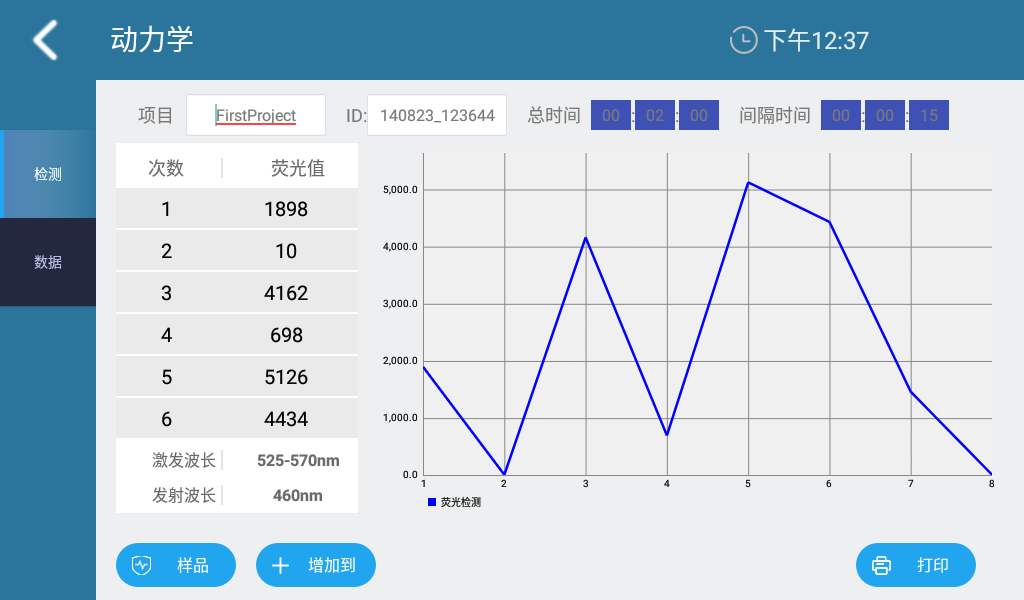 动力学
下午12:37
项目 FirstProject ID: 140823_123644 总时间 00:02:00 间隔时间 00:00:15
检测
数据
次数 荧光值
1 1898
2 10
3 4162
4 698
5 5126
6 4434
激发波长 525-570nm
发射波长 460nm
5,000.0
4,000.0
3,000.0
2,000.0
1,000.0
0.0
1 2 3 4 5 6 7 8
荧光检测
样品
增加到
打印